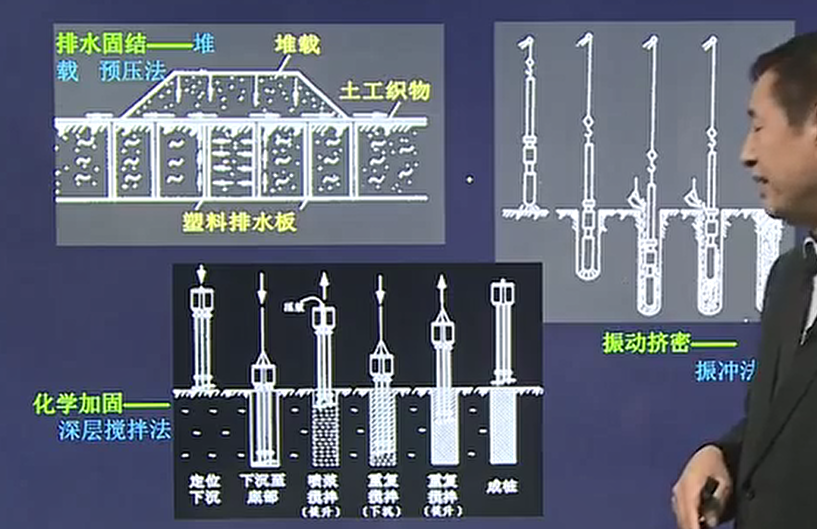 排水固结——堆
载 预压法
堆载
土工织物
塑料排水板
振动挤密——
振冲法
化学加固——
深层搅拌法
定位
下沉
下沉至
底部
喷浆
搅拌
(提升)
重复
搅拌
(下沉)
重复
搅拌
(提升)
成桩